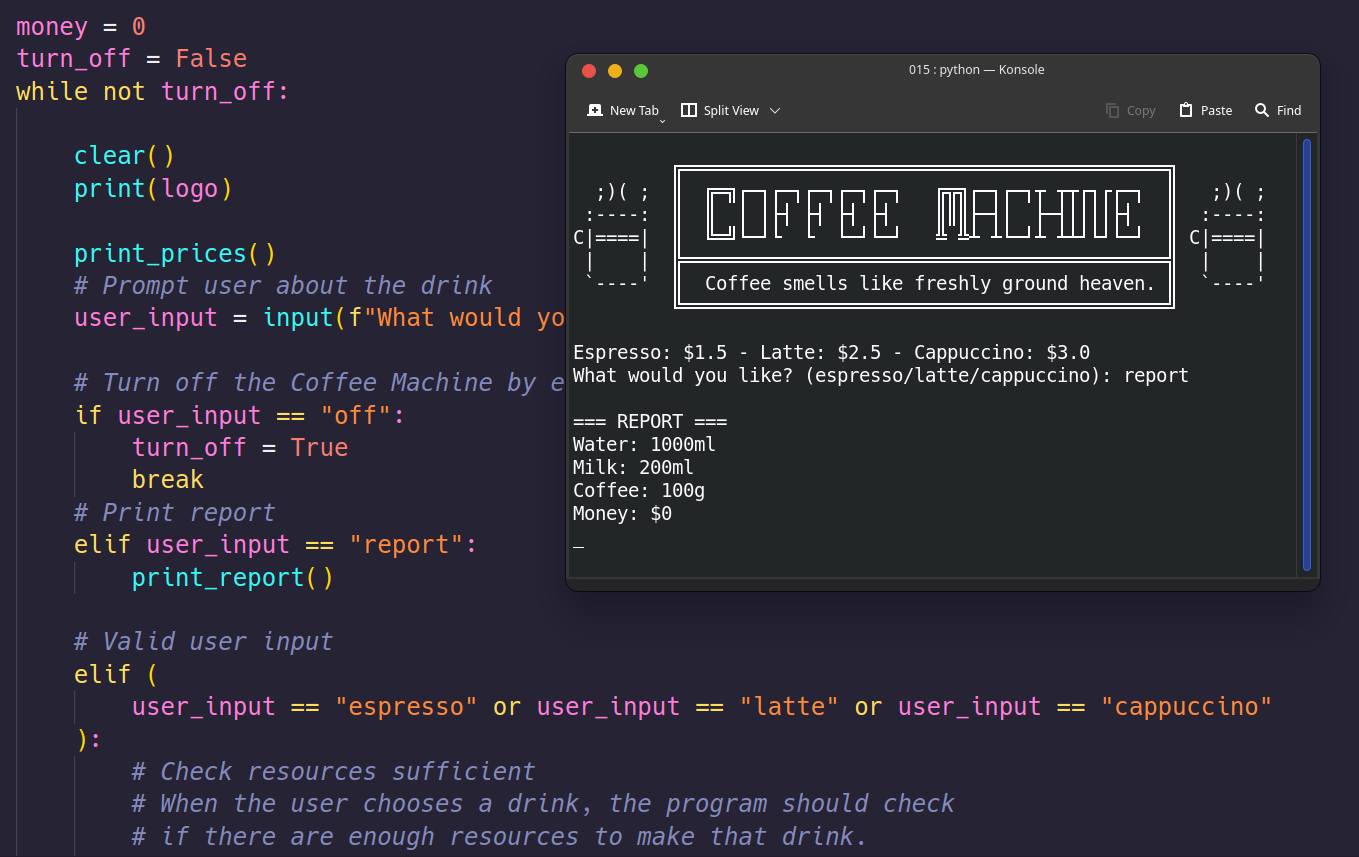 money = 0
turn_off = False
while not turn_off:
clear()
print(logo)
print_prices()
# Prompt user about the drink
user_input = input(f"What would yo
# Turn off the Coffee Machine by e
if user_input == "off":
turn_off = True
break
# Print report
elif user_input == "report":
print_report()
# Valid user input
elif (
user_input == "espresso" or user_input == "latte" or user_input == "cappuccino"
):
# Check resources sufficient
# When the user chooses a drink, the program should check
# if there are enough resources to make that drink.
015 : python — Konsole
New Tab Split View Copy Paste Find
COFFEE MACHINE
Coffee smells like freshly ground heaven.
Espresso: $1.5 - Latte: $2.5 - Cappuccino: $3.0
What would you like? (espresso/latte/cappuccino): report
=== REPORT ===
Water: 1000ml
Milk: 200ml
Coffee: 100g
Money: $0